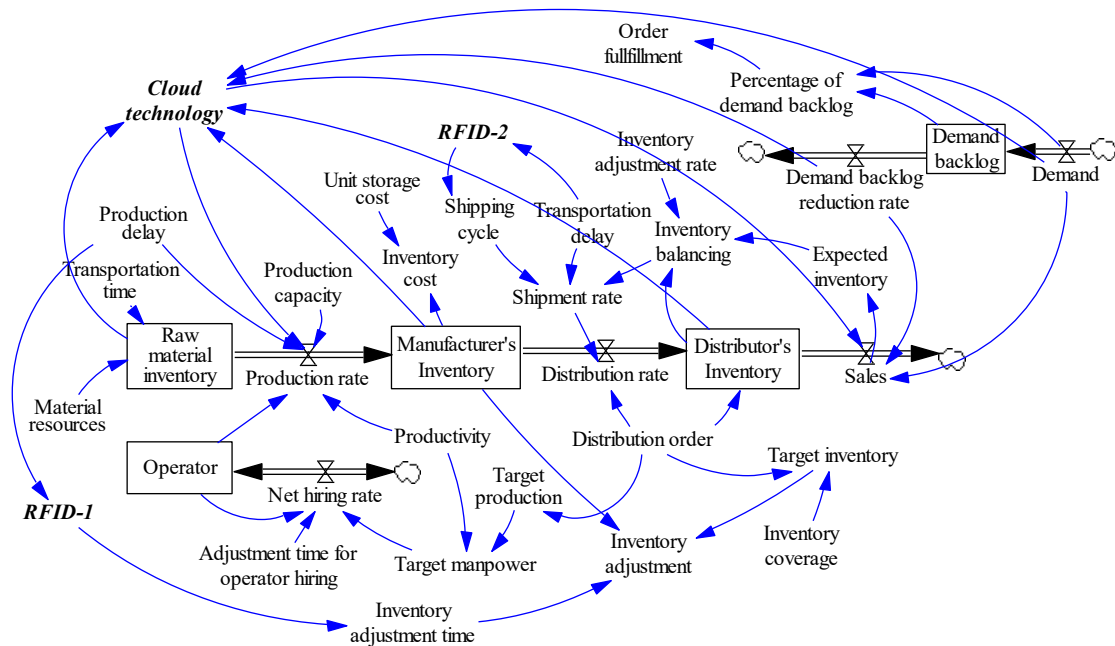 Order
fullfillment
Percentage of
demand backlog
Cloud
technology
RFID-2
Inventory
adjustment rate
Demand
backlog
Demand
Demand backlog
reduction rate
Unit storage
cost
Shipping
cycle
Transportation
delay
Inventory
balancing
Expected
inventory
Production
delay
Transportation
time
Production
capacity
Inventory
cost
Shipment rate
Raw
material
inventory
Manufacturer's
Inventory
Distributor's
Inventory
Production rate
Distribution rate
Sales
Material
resources
Productivity
Distribution order
Operator
Target
production
Target inventory
Net hiring rate
RFID-1
Adjustment time for
operator hiring
Target manpower
Inventory
adjustment
Inventory
coverage
Inventory
adjustment time